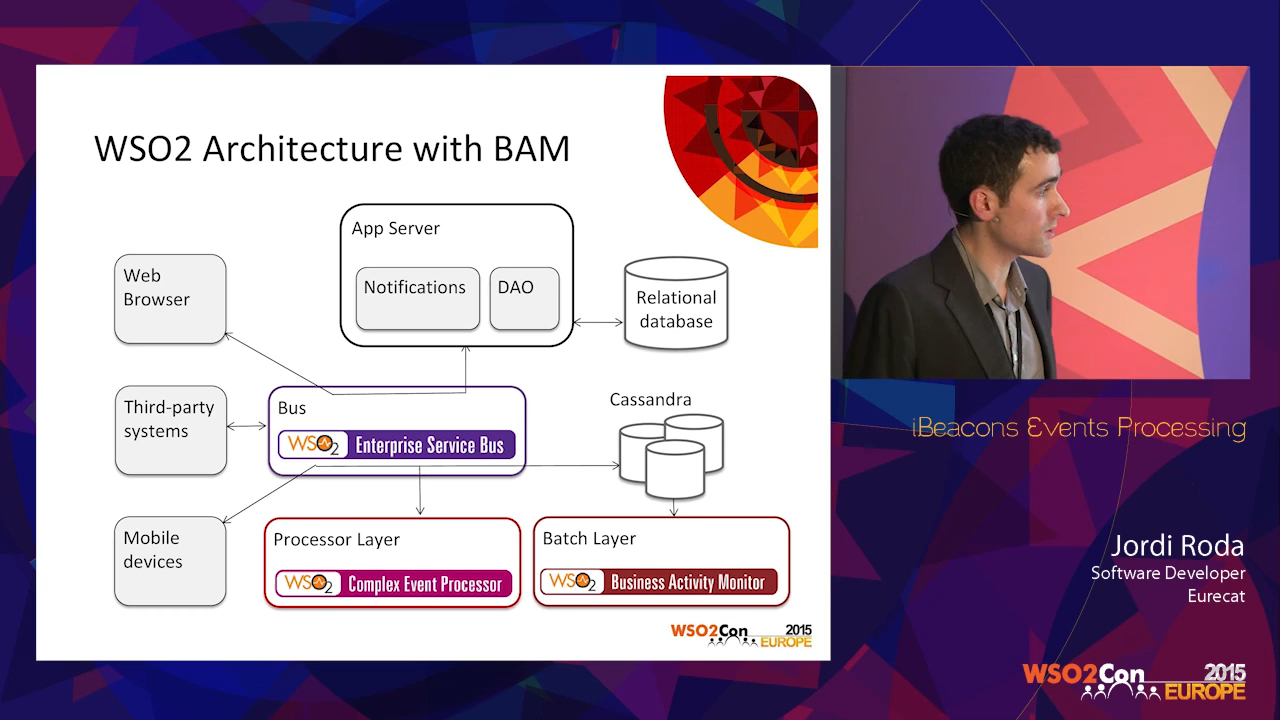 WSO2 Architecture with BAM
App Server
Notifications
DAO
Web
Browser
Relational
database
Third-party
systems
Bus
WSO2 Enterprise Service Bus
Cassandra
Mobile
devices
Processor Layer
WSO2 Complex Event Processor
Batch Layer
WSO2 Business Activity Monitor
WSO2Con 2015
EUROPE
iBeacons Events Processing
Jordi Roda
Software Developer
Eurecat
WSO2Con 2015
EUROPE